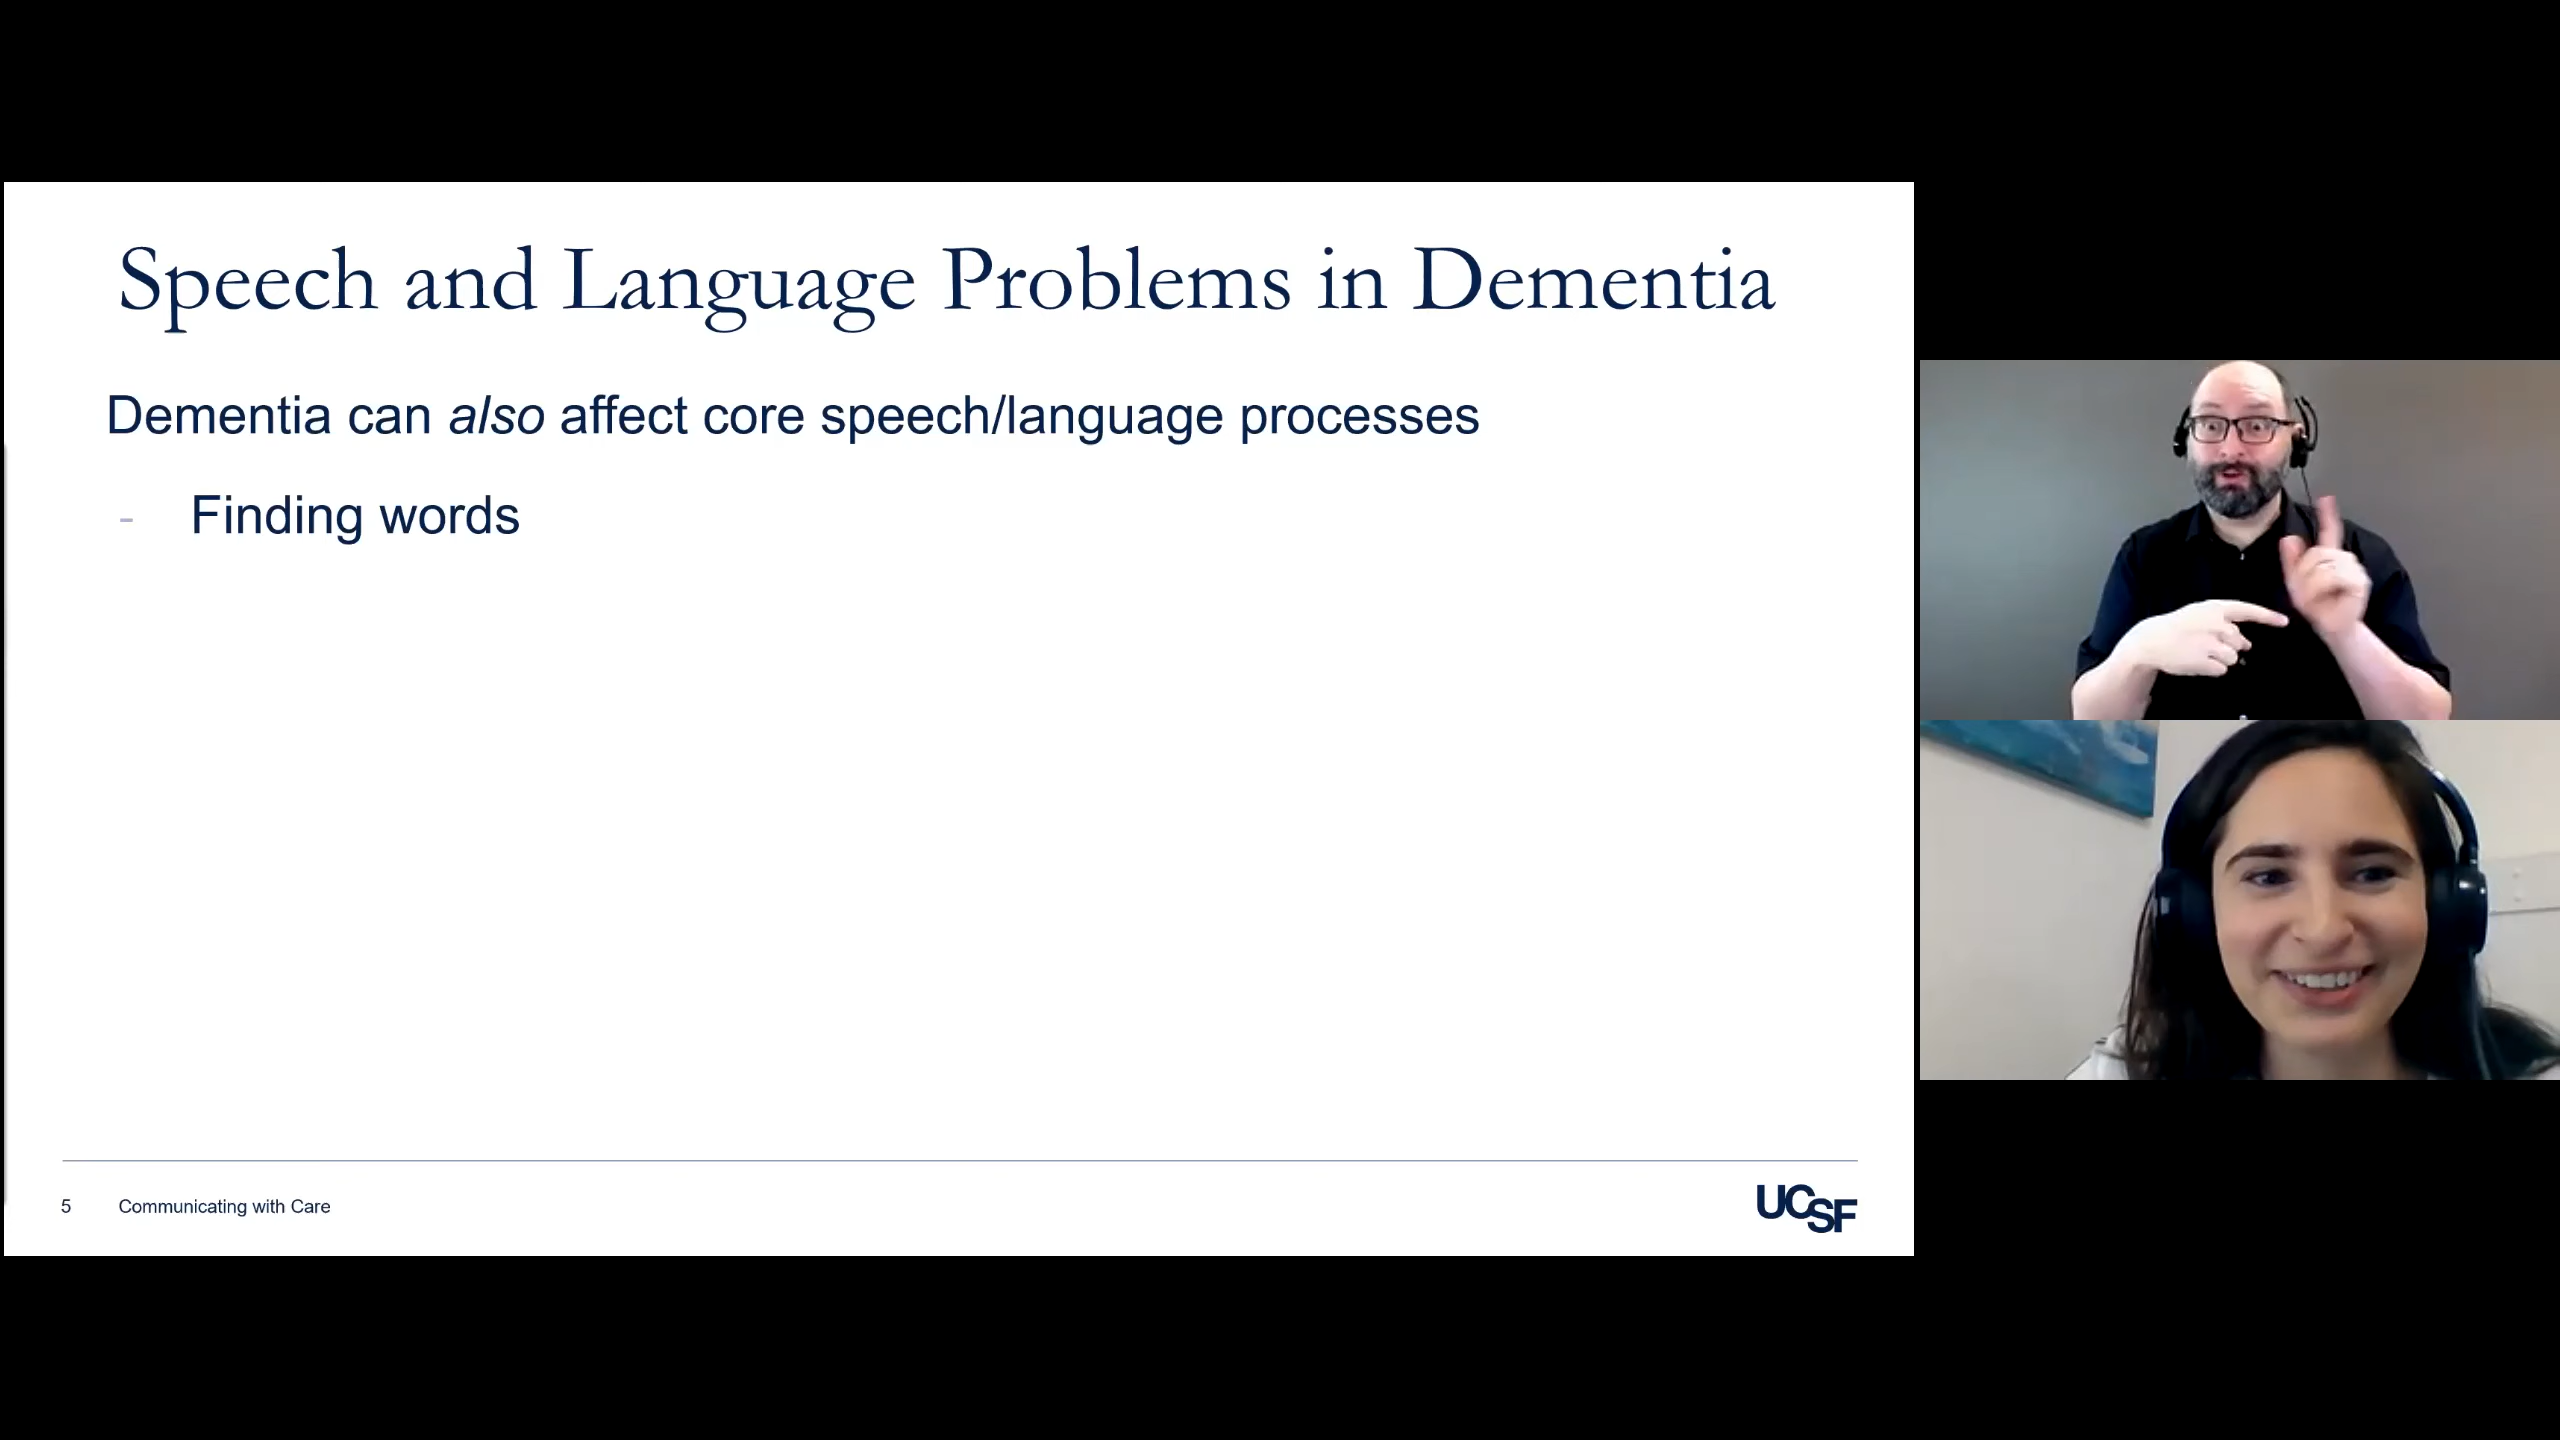 Speech and Language Problems in Dementia
Dementia can also affect core speech/language processes
- Finding words
5 Communicating with Care
UCSF